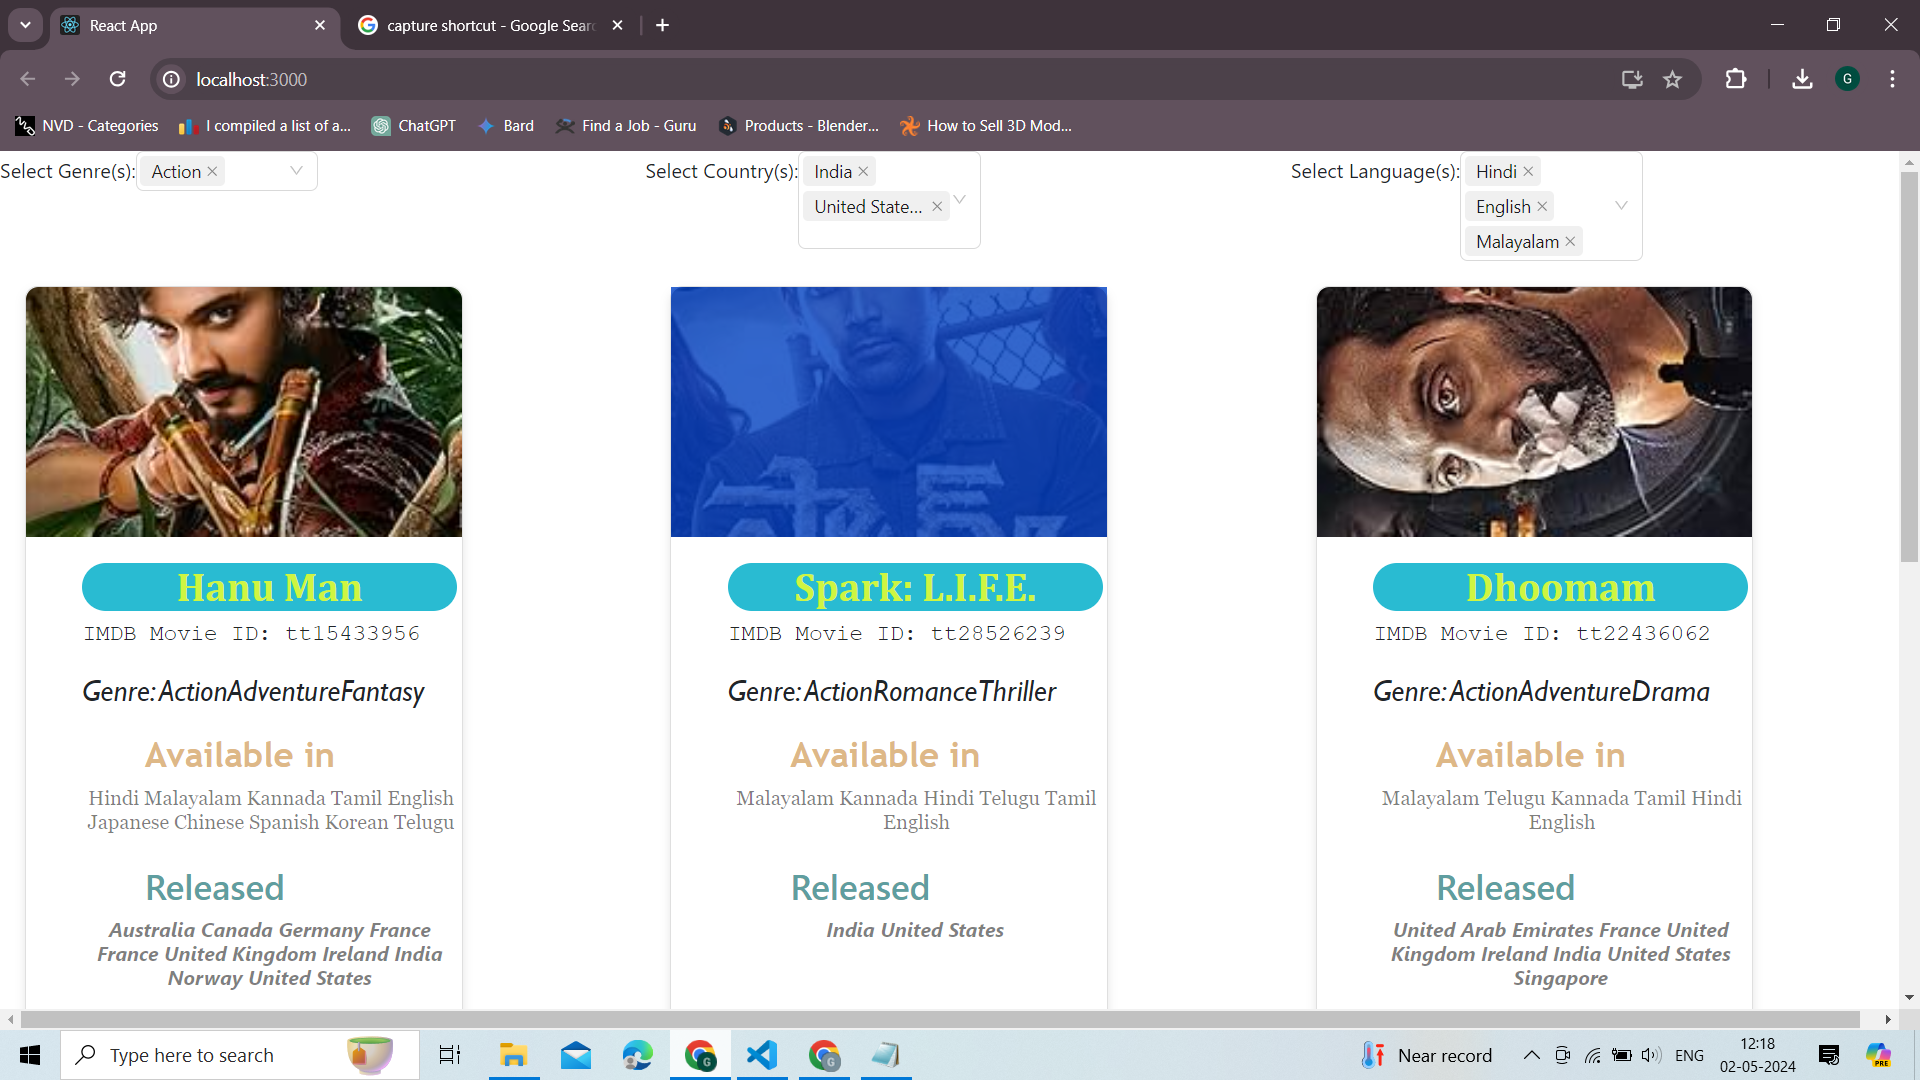 React App
capture shortcut - Google Sear
localhost:3000
G
NVD - Categories
I compiled a list of a...
ChatGPT
Bard
Find a Job - Guru
Products - Blender...
How to Sell 3D Mod...
Select Genre(s):
Action
Select Country(s):
India
United State...
Select Language(s):
Hindi
English
Malayalam
Hanu Man
IMDB Movie ID: tt15433956
Genre:ActionAdventureFantasy
Available in
Hindi Malayalam Kannada Tamil English
Japanese Chinese Spanish Korean Telugu
Released
Australia Canada Germany France
France United Kingdom Ireland India
Norway United States
Spark: L.I.F.E.
IMDB Movie ID: tt28526239
Genre:ActionRomanceThriller
Available in
Malayalam Kannada Hindi Telugu Tamil
English
Released
India United States
Dhoomam
IMDB Movie ID: tt22436062
Genre:ActionAdventureDrama
Available in
Malayalam Telugu Kannada Tamil Hindi
English
Released
United Arab Emirates France United
Kingdom Ireland India United States
Singapore
Type here to search
Near record
ENG
12:18
02-05-2024
PRE